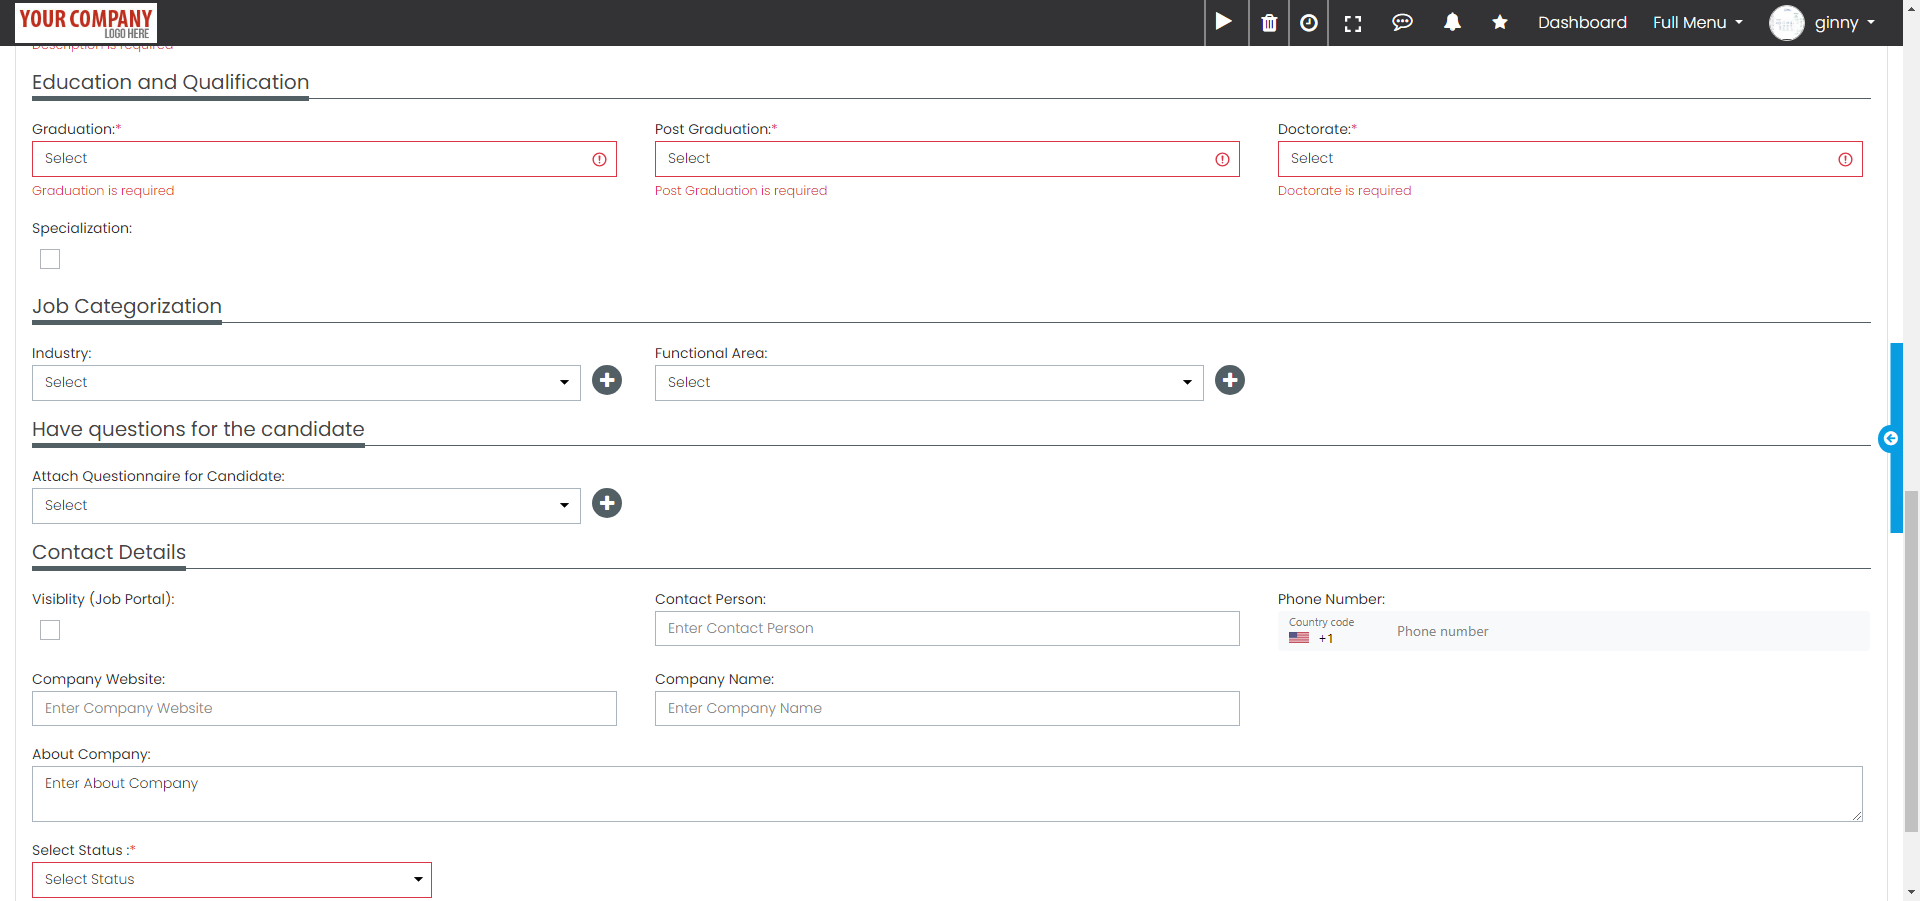 YOUR COMPANY
LOGO HERE
Dashboard
Full Menu
ginny
Description is required
Education and Qualification
Graduation:*
Post Graduation:*
Doctorate:*
Select
Select
Select
Graduation is required
Post Graduation is required
Doctorate is required
Specialization:
Job Categorization
Industry:
Functional Area:
Select
Select
Have questions for the candidate
Attach Questionnaire for Candidate:
Select
Contact Details
Visiblity (Job Portal):
Contact Person:
Phone Number:
Enter Contact Person
Country code
+1
Phone number
Company Website:
Company Name:
Enter Company Website
Enter Company Name
About Company:
Enter About Company
Select Status :*
Select Status